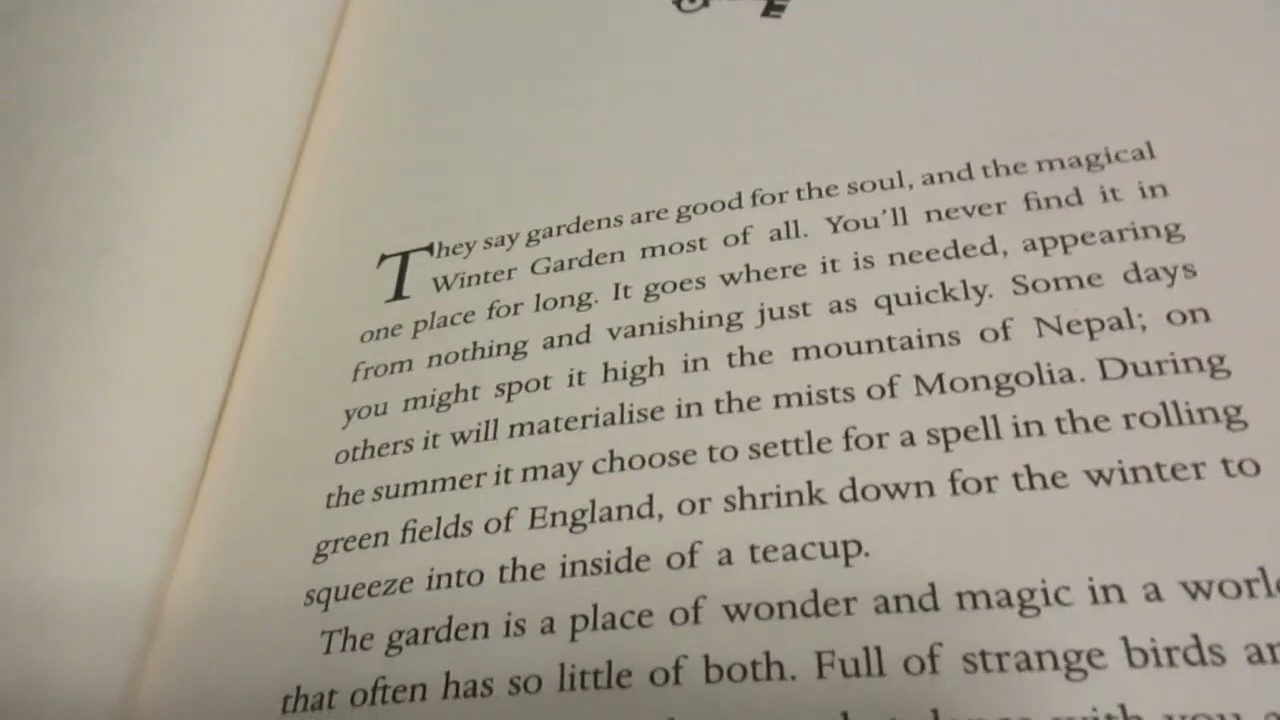 They say gardens are good for the soul, and the magical
Winter Garden most of all. You'll never find it in
one place for long. It goes where it is needed, appearing
from nothing and vanishing just as quickly. Some days
you might spot it high in the mountains of Nepal; on
others it will materialise in the mists of Mongolia. During
the summer it may choose to settle for a spell in the rolling
green fields of England, or shrink down for the winter to
squeeze into the inside of a teacup.
The garden is a place of wonder and magic in a
that often has so little of both. Full of strange birds
with you